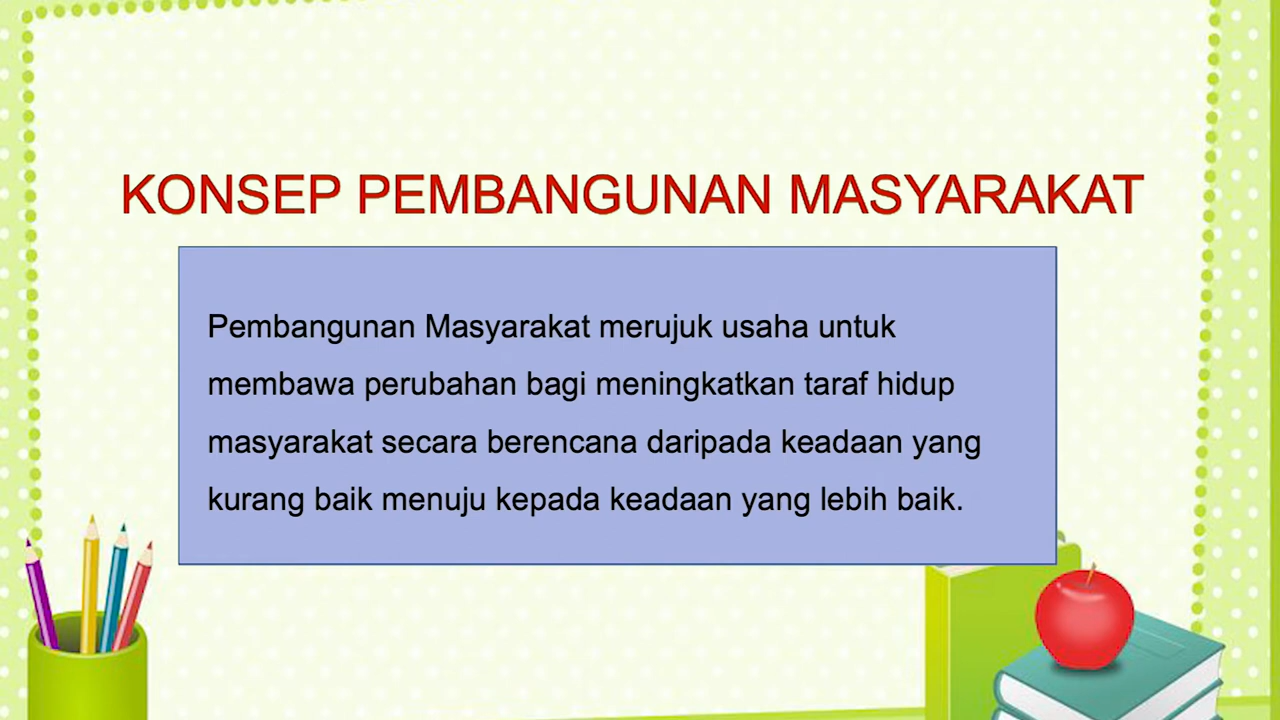 KONSEP PEMBANGUNAN MASYARAKAT
Pembangunan Masyarakat merujuk usaha untuk
membawa perubahan bagi meningkatkan taraf hidup
masyarakat secara berencana daripada keadaan yang
kurang baik menuju kepada keadaan yang lebih baik.